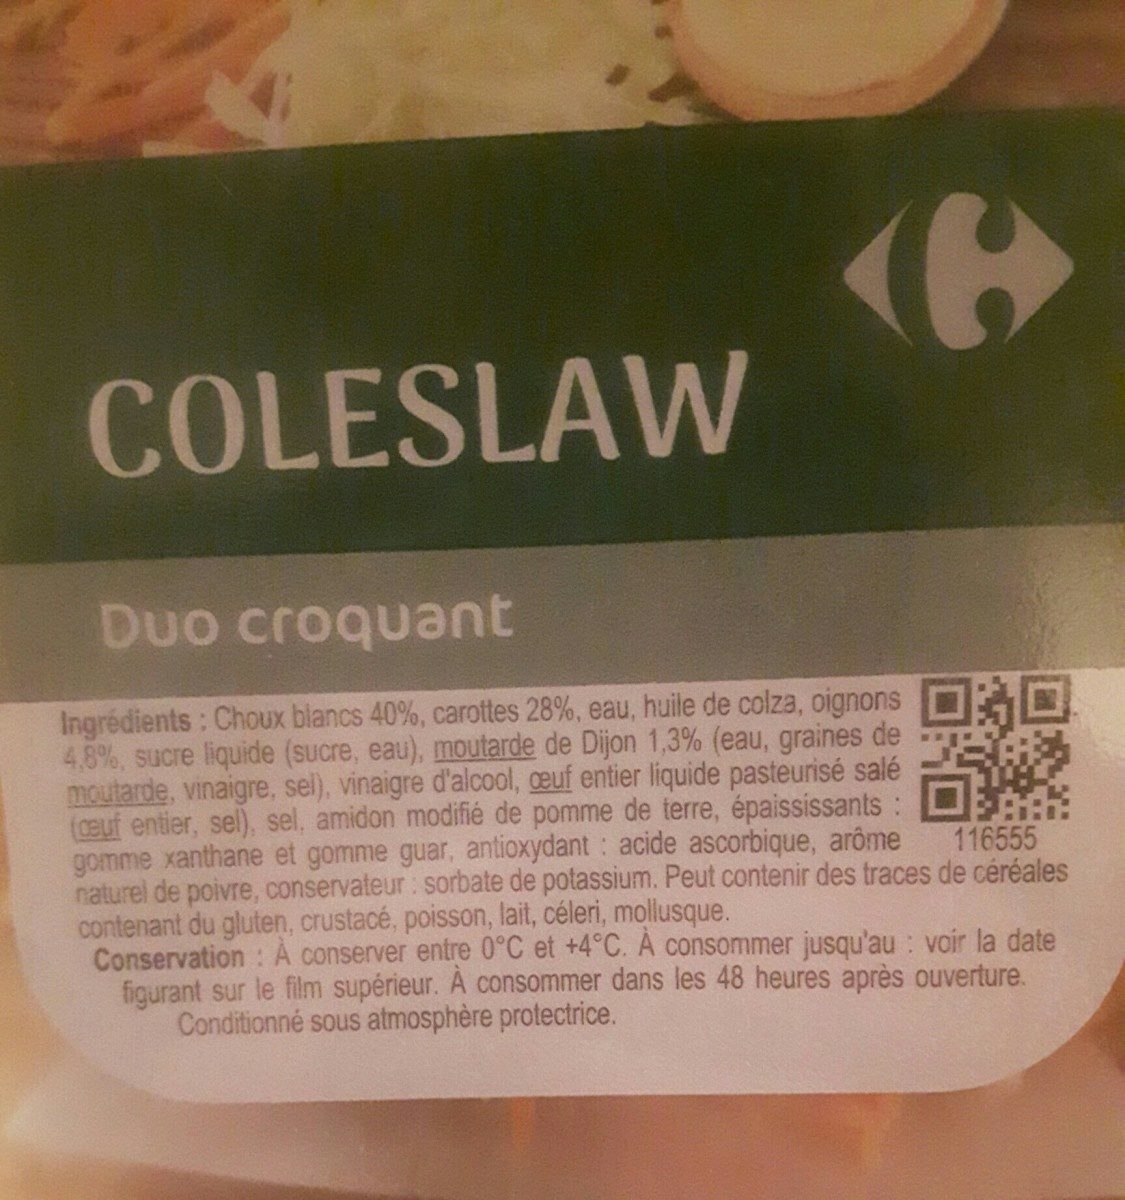 COLESLAW
Duo croquant
Ingrédients : Choux blancs 40%, carottes 28%, eau, huile de colza, oignons
4,8%, sucre liquide (sucre, eau), moutarde de Dijon 1,3% (eau, graines de
moutarde, vinaigre, sel), vinaigre d'alcool, œuf entier liquide pasteurisé salé
(œuf entier, sel), sel, amidon modifié de pomme de terre, épaississants :
gomme xanthane et gomme guar, antioxydant : acide ascorbique, arôme
naturel de poivre, conservateur : sorbate de potassium. Peut contenir des traces de céréales
contenant du gluten, crustacé, poisson, lait, céleri, mollusque.
116555
Conservation : À conserver entre 0°C et +4°C. À consommer jusqu'au : voir la date
figurant sur le film supérieur. À consommer dans les 48 heures après ouverture.
Conditionné sous atmosphère protectrice.